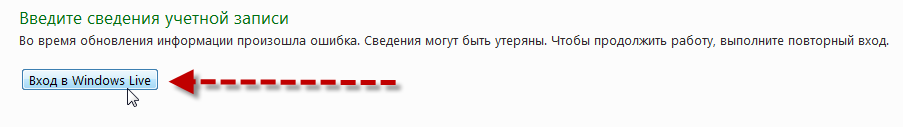 Введите сведения учетной записи
Во время обновления информации произошла ошибка. Сведения могут быть утеряны. Чтобы продолжить работу, выполните повторный вход.
Вход в Windows Live